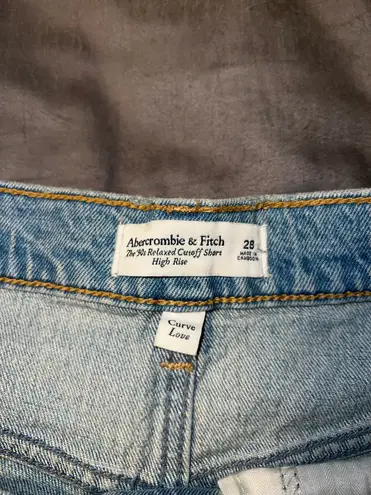 Abercrombie & Fitch 28
The '90s Relaxed Cutoff Short MADE IN
High Rise CAMBODIA
Curve
Love